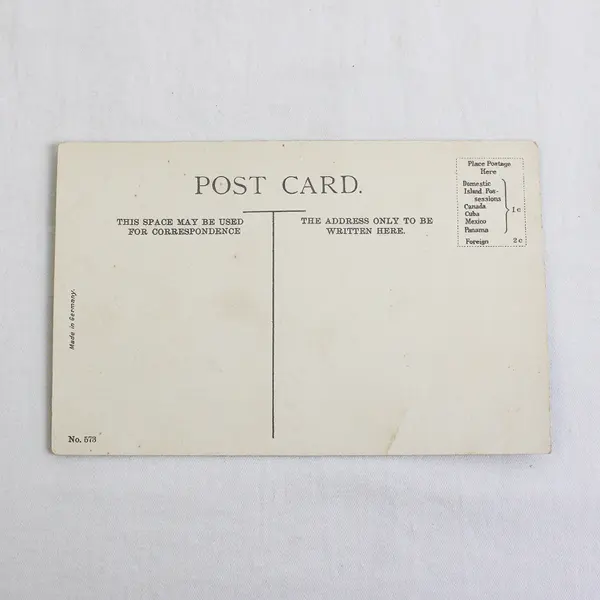 POST CARD.
Place Postage
Here
Domestic
Island Pos-
sessions
Canada
Cuba
Mexico
Panama
1c
Foreign 2c
THIS SPACE MAY BE USED
FOR CORRESPONDENCE
THE ADDRESS ONLY TO BE
WRITTEN HERE.
Made in Germany.
No. 573